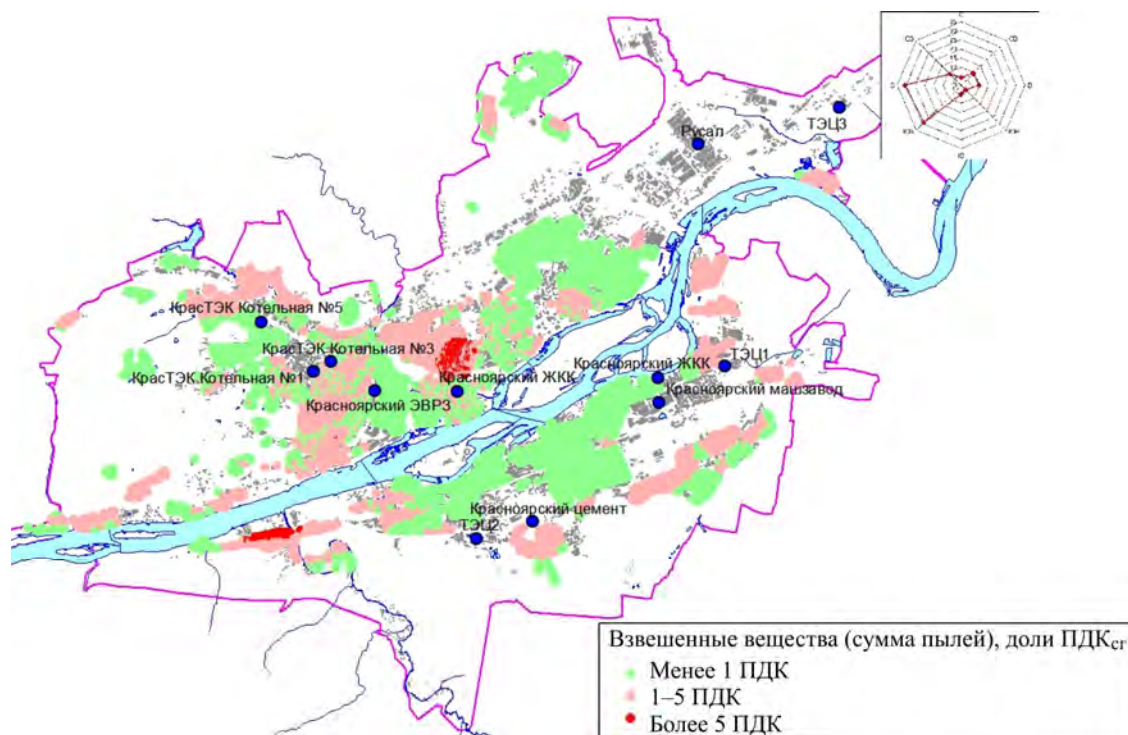 Русал
ТЭЦ3
КрасТЭК Котельная №5
КрасТЭК Котельная №3
КрасТЭК Котельная №1
Красноярский ЭВРЗ
Красноярский ЖКК
Красноярский ЖКК
ТЭЦ1
Красноярский машзавод
Красноярский цемент
ТЭЦ2
Взвешенные вещества (сумма пылей), доли ПДКсг
Менее 1 ПДК
1–5 ПДК
Более 5 ПДК